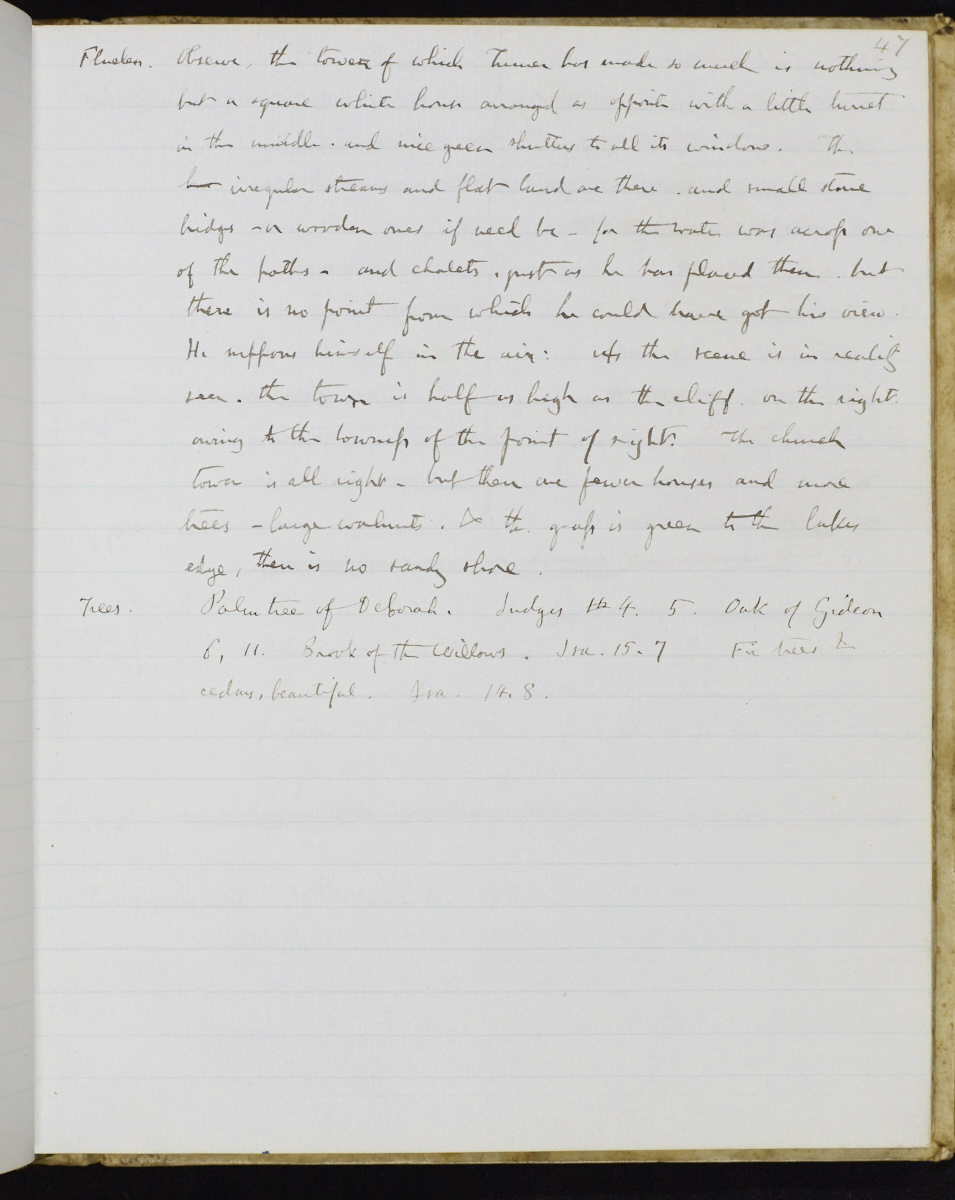 47
Fluelen. Observe, the tower of which Turner has made so much is nothing
but a square white house arranged as opposite with a little turret
in the middle. and nice green shutters to all its windows. The
irregular streams and flat land are there. and small stone
bridges - or wooden ones if need be - for the water was across one
of the paths - and chalets, just as he has placed them. but
there is no point from which he could have got his view.
He suppose himself in the air: As the scene is in reality
seen. the tower is half as high as the cliff. on the right.
owing to the lowness of the point of sight. The church
tower is all right - but there are fewer houses and more
trees - large walnuts. & the grass is green to the lakes
edge, there is no sandy shore.
Trees. Palm tree of Deborah. Judges 4. 5. Oak of Gideon
6, 11. Brook of the Willows. Isa. 15. 7 Fir trees &
cedars, beautiful. Isa. 14. 8.